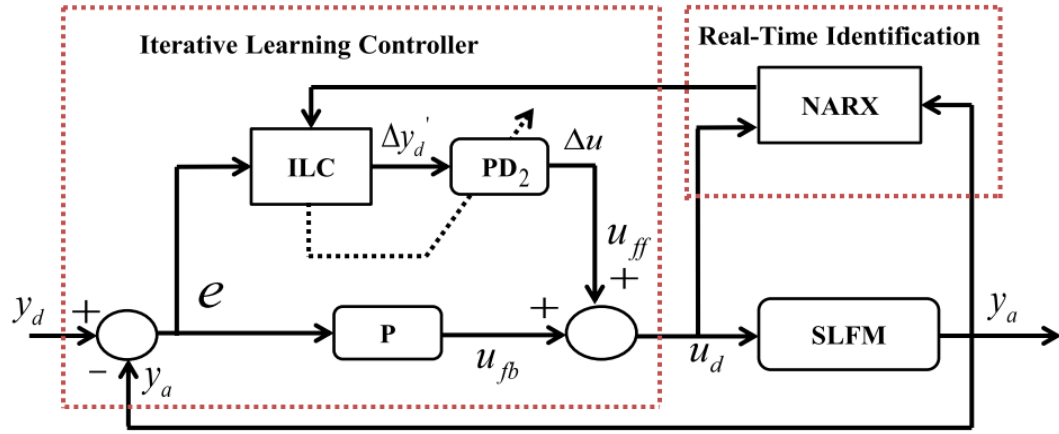 Iterative Learning Controller
Real-Time Identification
NARX
ILC
Δy_d'
PD₂
Δu
u_ff
+
e
y_d
+
−
y_a
P
u_fb
+
u_d
SLFM
y_a